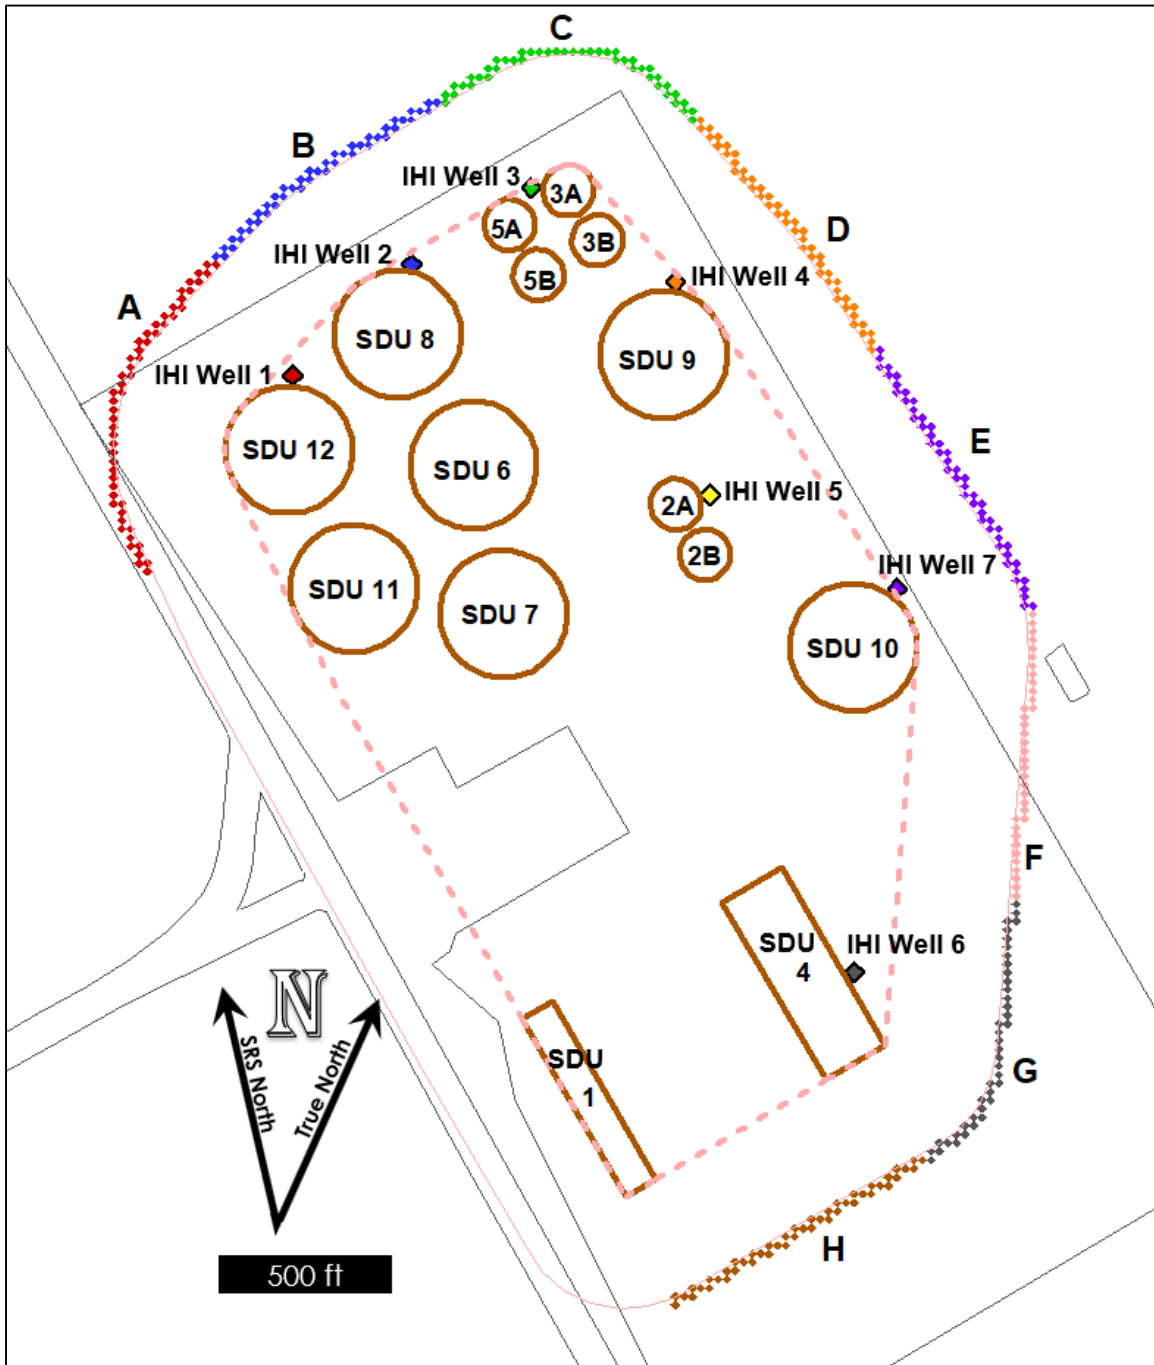 C
B
IHI Well 3
3A
5A
3B
D
IHI Well 2
5B
IHI Well 4
A
SDU 8
SDU 9
IHI Well 1
SDU 12
SDU 6
E
2A
IHI Well 5
2B
IHI Well 7
SDU 11
SDU 7
SDU 10
F
SDU
4
IHI Well 6
N
SRS North
True North
SDU
1
G
H
500 ft